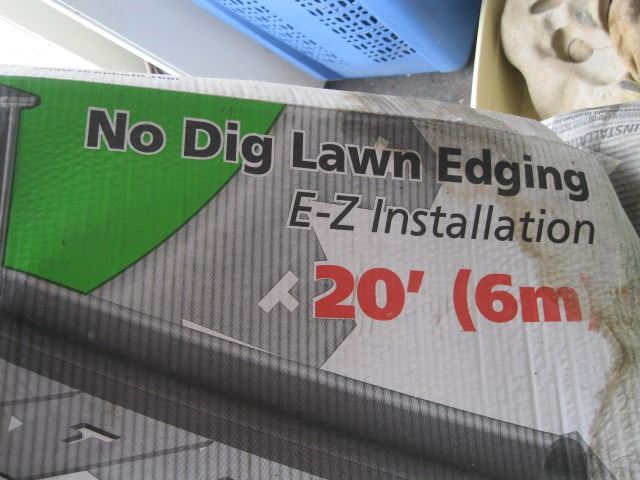 No Dig Lawn Edging
E-Z Installation
20' (6m)